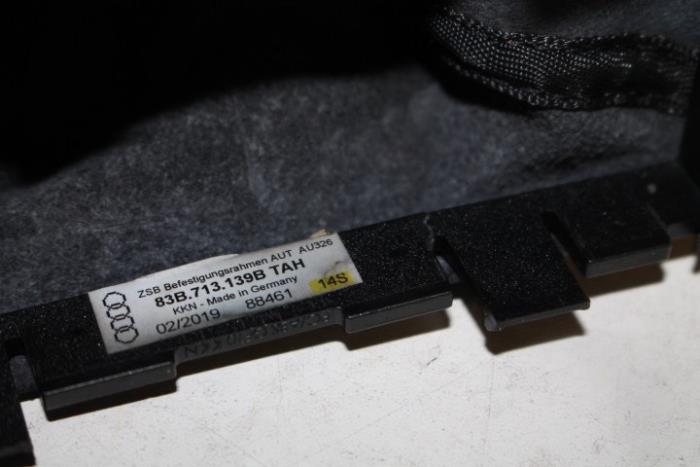 ZSB Befestigungsrahmen AUT AU326
83B.713.139B TAH
KKN - Made in Germany
02/2019 88461
14S